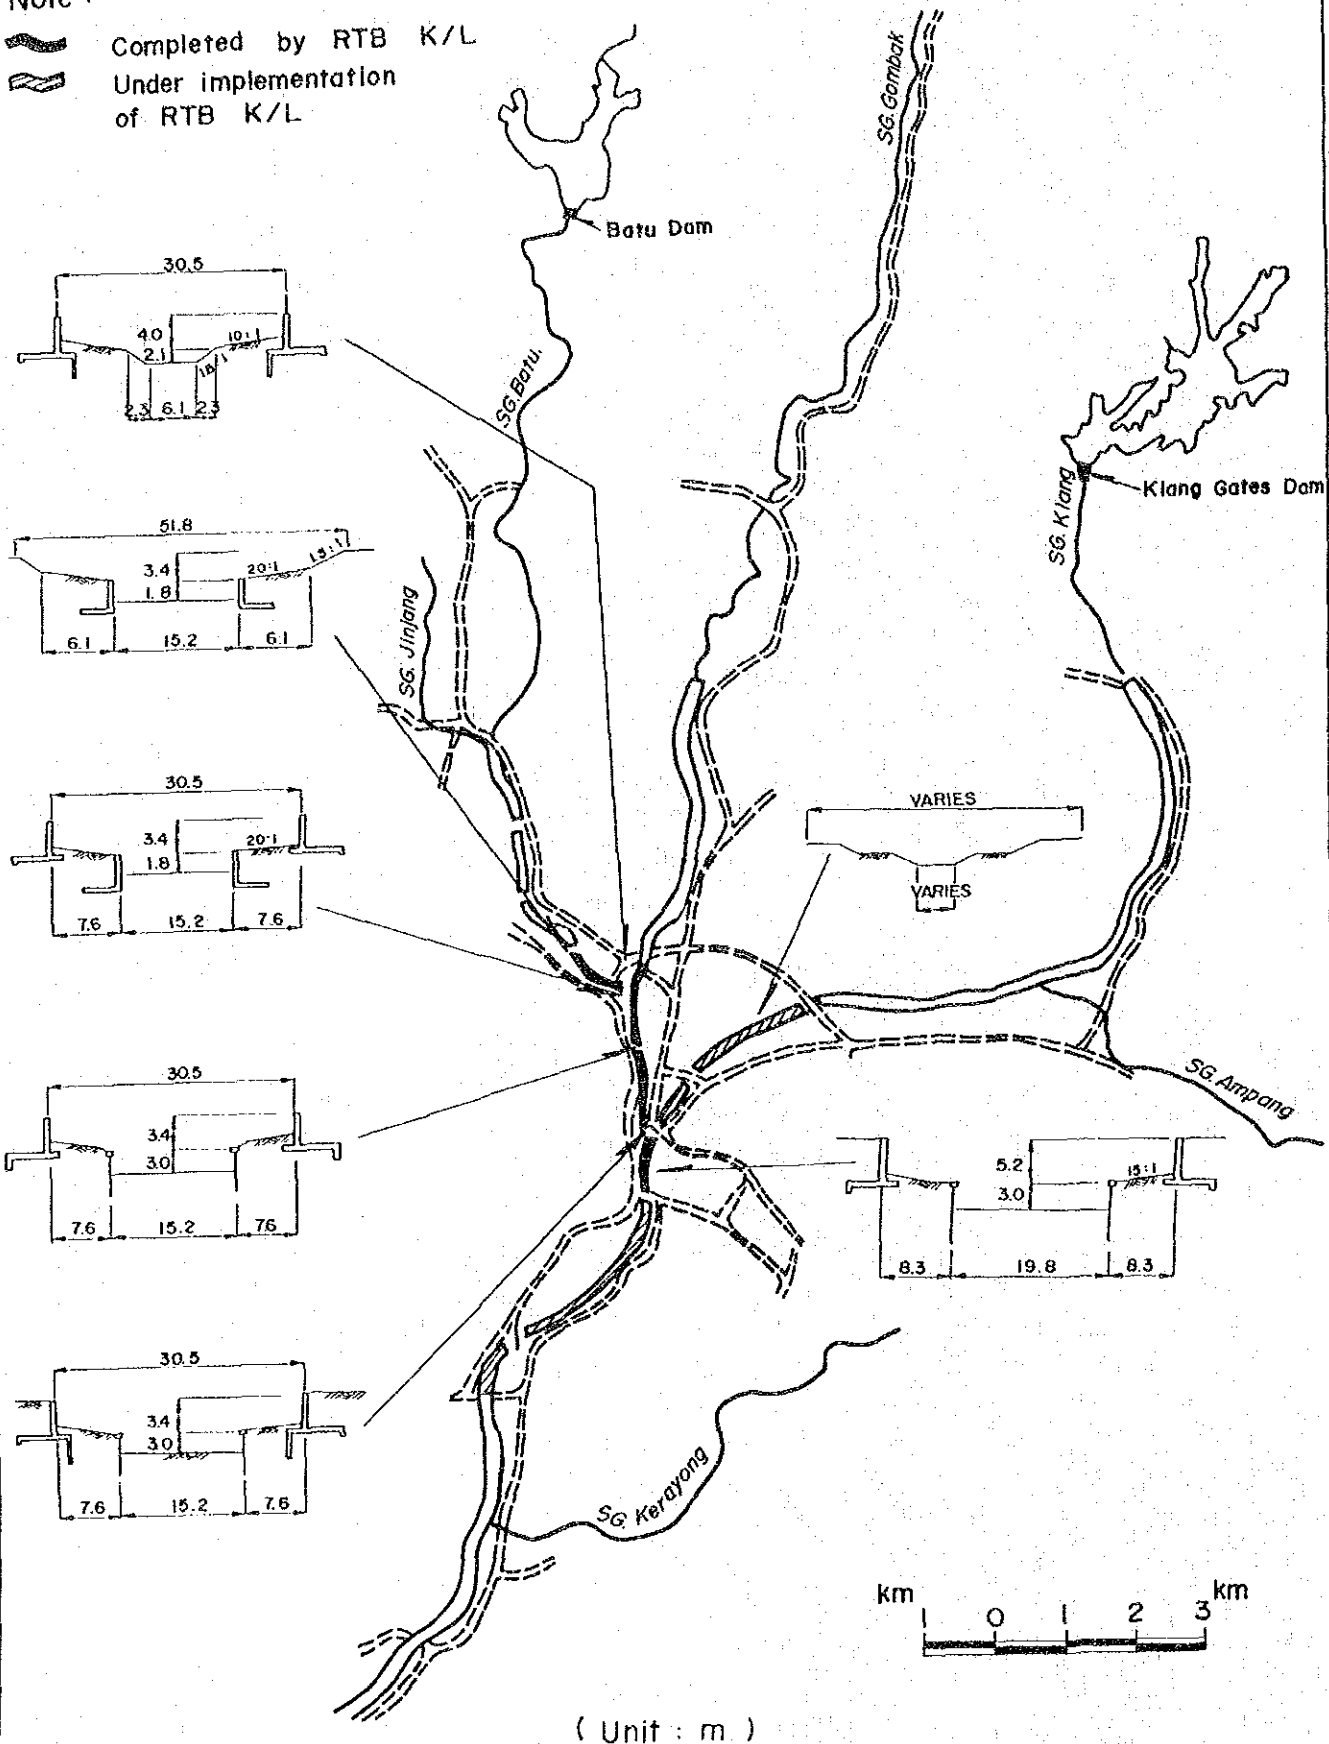 Note :
Completed by RTB K/L
Under implementation
of RTB K/L
SG. Gombak
Batu Dam
30.5
4.0
10:1
2.1
1.8:1
2.3
6.1
2.3
SG. Batu.
Klang Gates Dam
SG. Klang
51.8
1.5:1
3.4
20:1
1.8
6.1
15.2
6.1
SG. Jinjang
30.5
3.4
20:1
1.8
7.6
15.2
7.6
VARIES
VARIES
30.5
3.4
3.0
7.6
15.2
7.6
SG. Ampang
5.2
15:1
3.0
8.3
19.8
8.3
30.5
3.4
3.0
7.6
15.2
7.6
SG. Kerayong
km
km
1 0 1 2 3
( Unit : m )